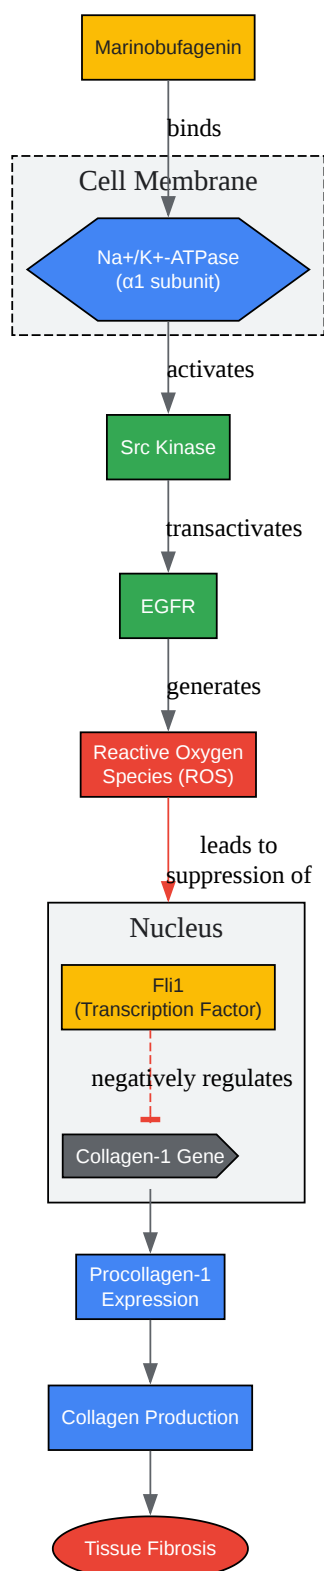 Marinobufagenin
binds
Cell Membrane
Na+/K+-ATPase
(α1 subunit)
activates
Src Kinase
transactivates
EGFR
generates
Reactive Oxygen
Species (ROS)
leads to
suppression of
Nucleus
Fli1
(Transcription Factor)
negatively regulates
Collagen-1 Gene
Procollagen-1
Expression
Collagen Production
Tissue Fibrosis